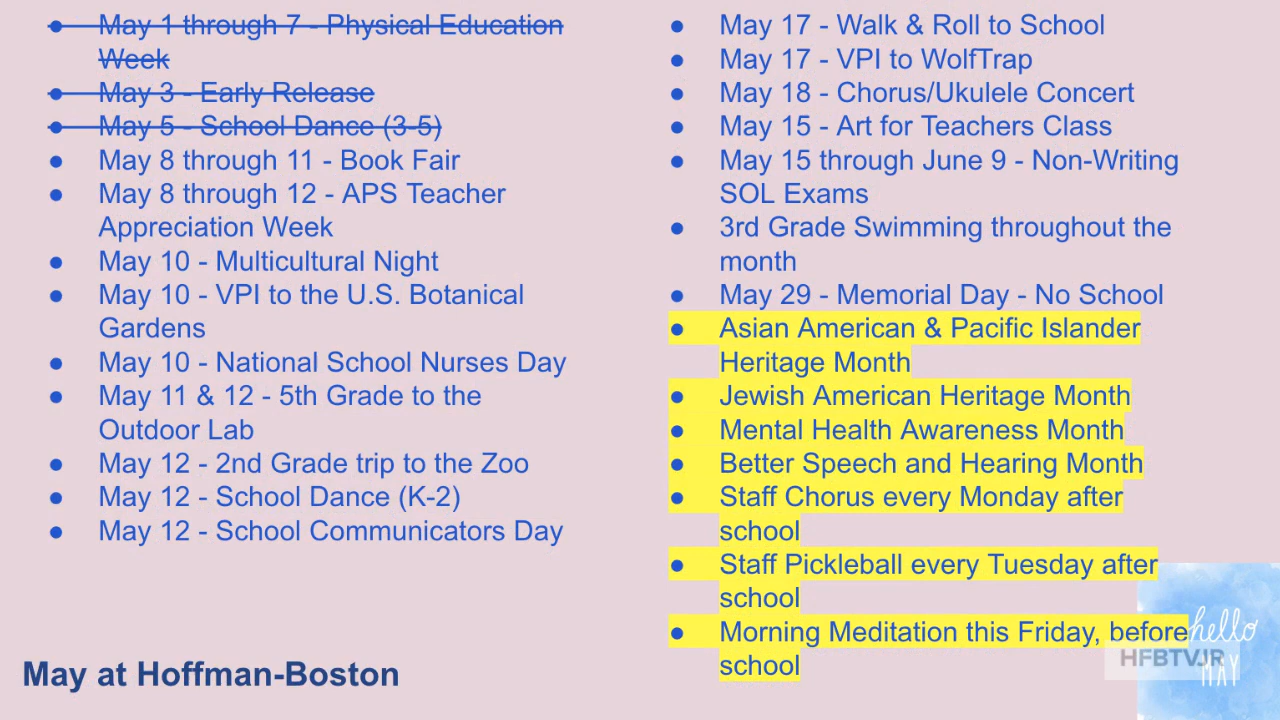 ● May 1 through 7 - Physical Education
Week
● May 3 - Early Release
● May 5 - School Dance (3-5)
● May 8 through 11 - Book Fair
● May 8 through 12 - APS Teacher
Appreciation Week
● May 10 - Multicultural Night
● May 10 - VPI to the U.S. Botanical
Gardens
● May 10 - National School Nurses Day
● May 11 & 12 - 5th Grade to the
Outdoor Lab
● May 12 - 2nd Grade trip to the Zoo
● May 12 - School Dance (K-2)
● May 12 - School Communicators Day
● May 17 - Walk & Roll to School
● May 17 - VPI to WolfTrap
● May 18 - Chorus/Ukulele Concert
● May 15 - Art for Teachers Class
● May 15 through June 9 - Non-Writing
SOL Exams
● 3rd Grade Swimming throughout the
month
● May 29 - Memorial Day - No School
● Asian American & Pacific Islander
Heritage Month
● Jewish American Heritage Month
● Mental Health Awareness Month
● Better Speech and Hearing Month
● Staff Chorus every Monday after
school
● Staff Pickleball every Tuesday after
school
● Morning Meditation this Friday, before
school
May at Hoffman-Boston
hello
MAY
HFBTVJR